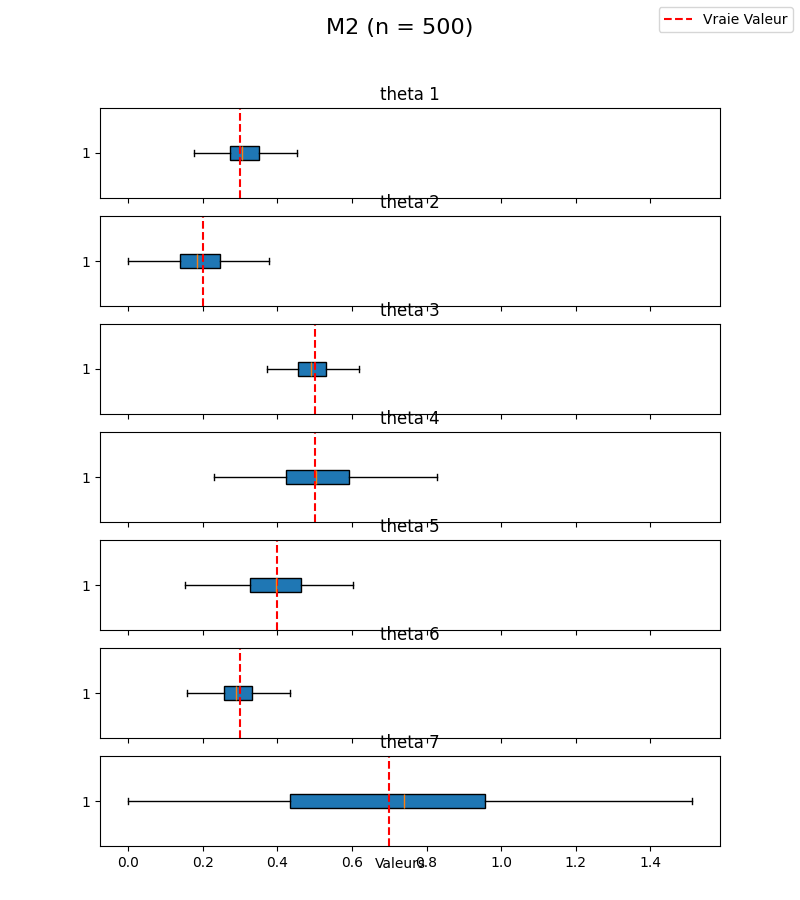 M2 (n = 500)
Vraie Valeur
theta 1
1
theta 2
1
theta 3
1
theta 4
1
theta 5
1
theta 6
1
theta 7
1
0.0 0.2 0.4 0.6 0.8 1.0 1.2 1.4
Valeurs